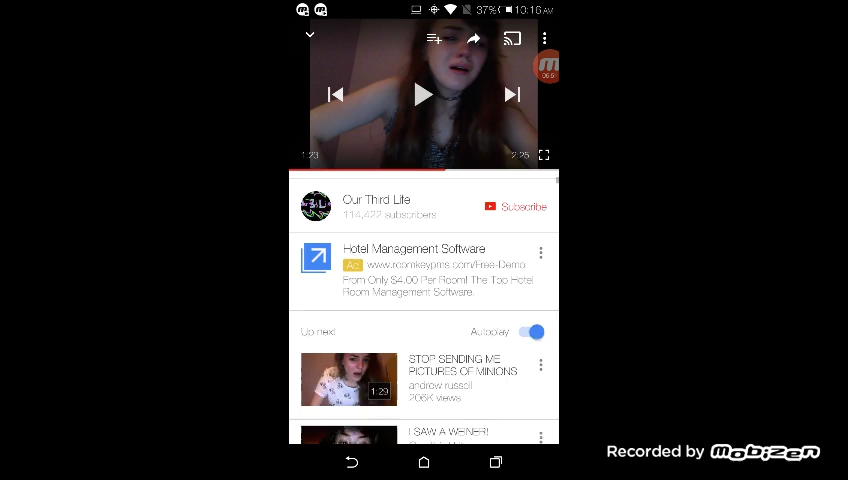 37% 10:16 AM
05:51
1:23
2:25
Our Third Life
114,422 subscribers
Subscribe
Hotel Management Software
Ad www.roomkeypms.com/Free-Demo
From Only $4.00 Per Room! The Top Hotel
Room Management Software.
Up next
Autoplay
1:29
STOP SENDING ME
PICTURES OF MINIONS
andrew russell
206K views
I SAW A WEINER!
Recorded by mobizen